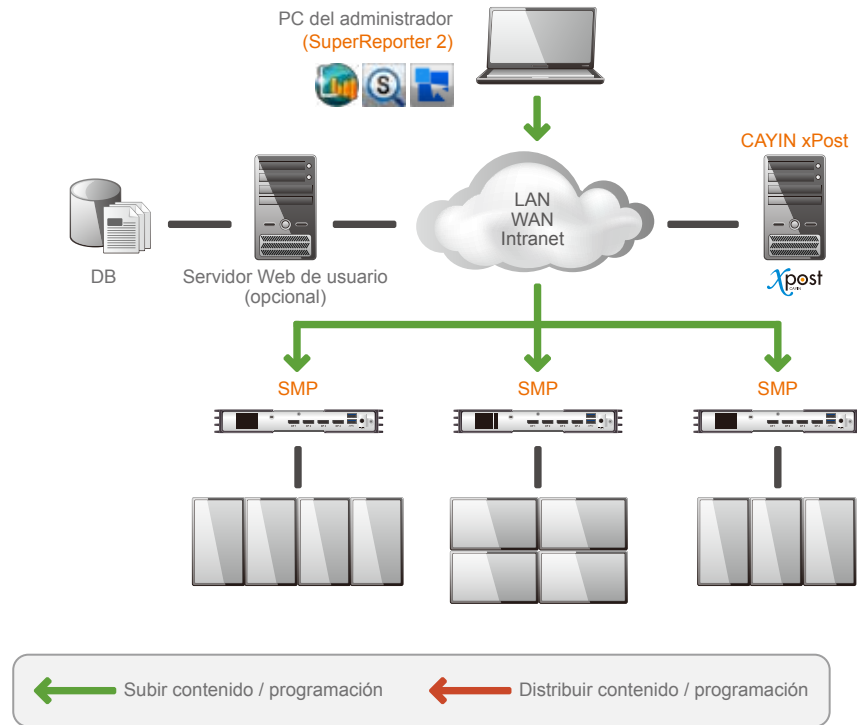 PC del administrador
(SuperReporter 2)
S
CAYIN xPost
LAN
WAN
Intranet
DB
Servidor Web de usuario
(opcional)
Xpost
CAYIN
SMP
SMP
SMP
Subir contenido / programación
Distribuir contenido / programación